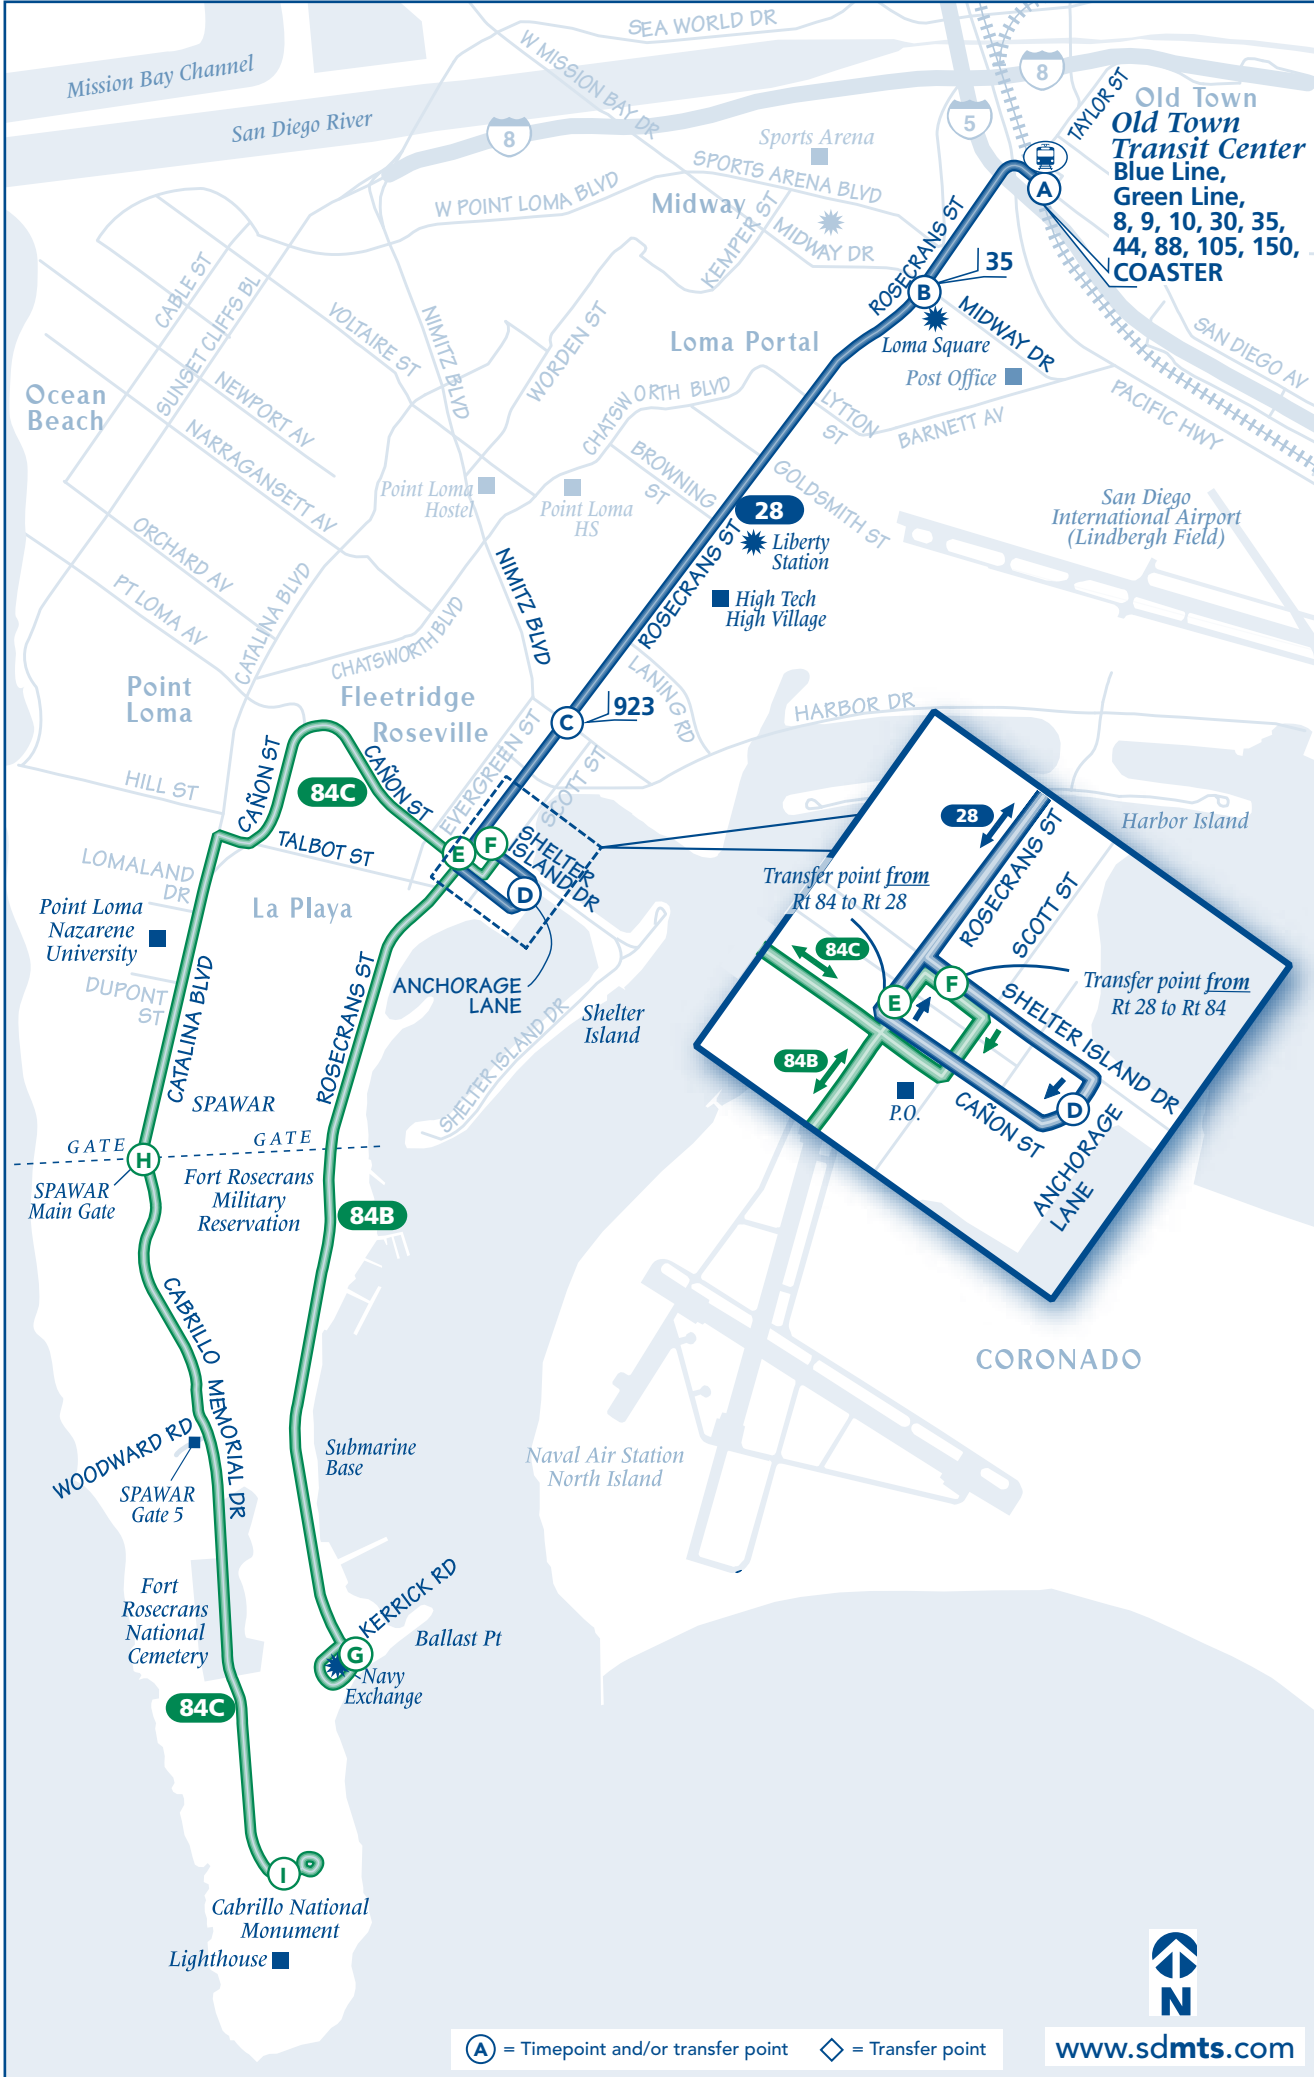 SEA WORLD DR
Mission Bay Channel
W MISSION BAY DR
San Diego River
8
8
5
TAYLOR ST
Old Town
Old Town
Transit Center
Blue Line,
Green Line,
8, 9, 10, 30, 35,
44, 88, 105, 150,
COASTER
A
Sports Arena
SPORTS ARENA BLVD
W POINT LOMA BLVD
Midway
KEMPER ST
MIDWAY DR
ROSECRANS ST
35
B
MIDWAY DR
Loma Square
Post Office
SAN DIEGO AV
PACIFIC HWY
CABLE ST
SUNSET CLIFFS BL
VOLTAIRE ST
NIMITZ BLVD
WORDEN ST
Loma Portal
Ocean
Beach
NEWPORT AV
NARRAGANSETT AV
CHATSWORTH BLVD
LYTTON
ST
BARNETT AV
BROWNING
ST
GOLDSMITH ST
Point Loma
Hostel
Point Loma
HS
28
Liberty
Station
San Diego
International Airport
(Lindbergh Field)
ORCHARD AV
PT LOMA AV
CATALINA BLVD
CHATSWORTH BLVD
NIMITZ BLVD
ROSECRANS ST
High Tech
High Village
LANING RD
Point
Loma
Fleetridge
Roseville
C
923
HARBOR DR
HILL ST
CAÑON ST
CAÑON ST
84C
EVERGREEN ST
SCOTT ST
TALBOT ST
E
F
SHELTER
ISLAND DR
D
LOMALAND
DR
La Playa
Point Loma
Nazarene
University
DUPONT
ST
CATALINA BLVD
ROSECRANS ST
ANCHORAGE
LANE
SHELTER ISLAND DR
Shelter
Island
28
ROSECRANS ST
SCOTT ST
Harbor Island
Transfer point from
Rt 84 to Rt 28
84C
E
F
Transfer point from
Rt 28 to Rt 84
SHELTER ISLAND DR
84B
P.O.
CAÑON ST
D
ANCHORAGE
LANE
SPAWAR
GATE
GATE
H
SPAWAR
Main Gate
Fort Rosecrans
Military
Reservation
84B
CABRILLO MEMORIAL DR
CORONADO
WOODWARD RD
SPAWAR
Gate 5
Submarine
Base
Naval Air Station
North Island
Fort
Rosecrans
National
Cemetery
KERRICK RD
G
Ballast Pt
Navy
Exchange
84C
I
Cabrillo National
Monument
Lighthouse
N
A = Timepoint and/or transfer point
= Transfer point
www.sdmts.com